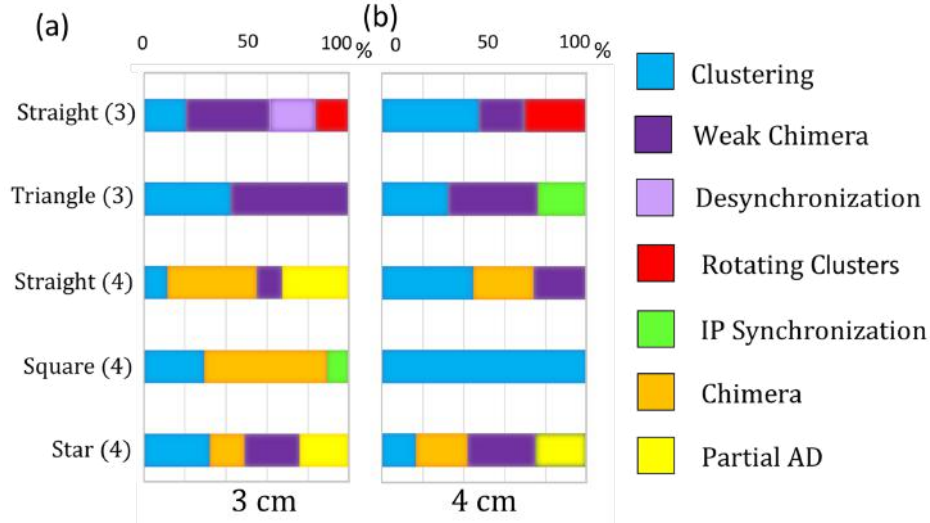 (a) (b)
0 50 100 % 0 50 100 %
Straight (3)
Triangle (3)
Straight (4)
Square (4)
Star (4)
3 cm 4 cm
Clustering
Weak Chimera
Desynchronization
Rotating Clusters
IP Synchronization
Chimera
Partial AD